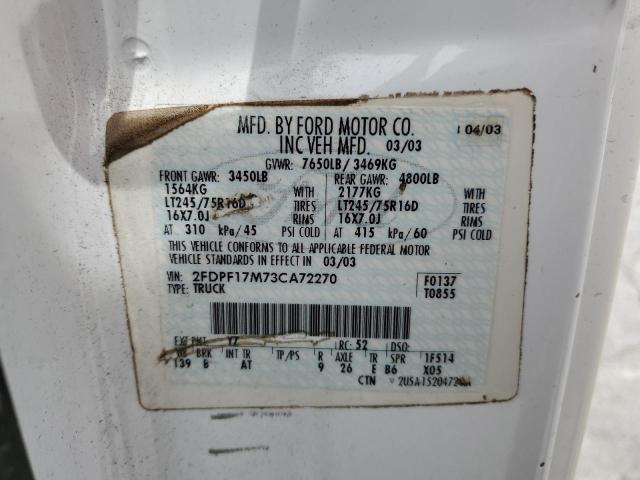 MFD. BY FORD MOTOR CO.
04/03
INC VEH MFD. 03/03
GVWR: 7650LB/ 3469KG
FRONT GAWR: 3450LB REAR GAWR: 4800LB
1564KG WITH 2177KG WITH
LT245/75R16D TIRES LT245/75R16D TIRES
16X7.0J RIMS 16X7.0J RIMS
AT 310 kPa/45 PSI COLD AT 415 kPa/60 PSI COLD
THIS VEHICLE CONFORMS TO ALL APPLICABLE FEDERAL MOTOR
VEHICLE STANDARDS IN EFFECT IN 03/03
VIN: 2FDPF17M73CA72270 F0137
TYPE: TRUCK T0855
EXT PNT: YZ RC: 52 DSO:
WB BRK INT TR TP/PS R AXLE TR SPR 1F514
139 B AT 9 26 E B6 X05
CTN